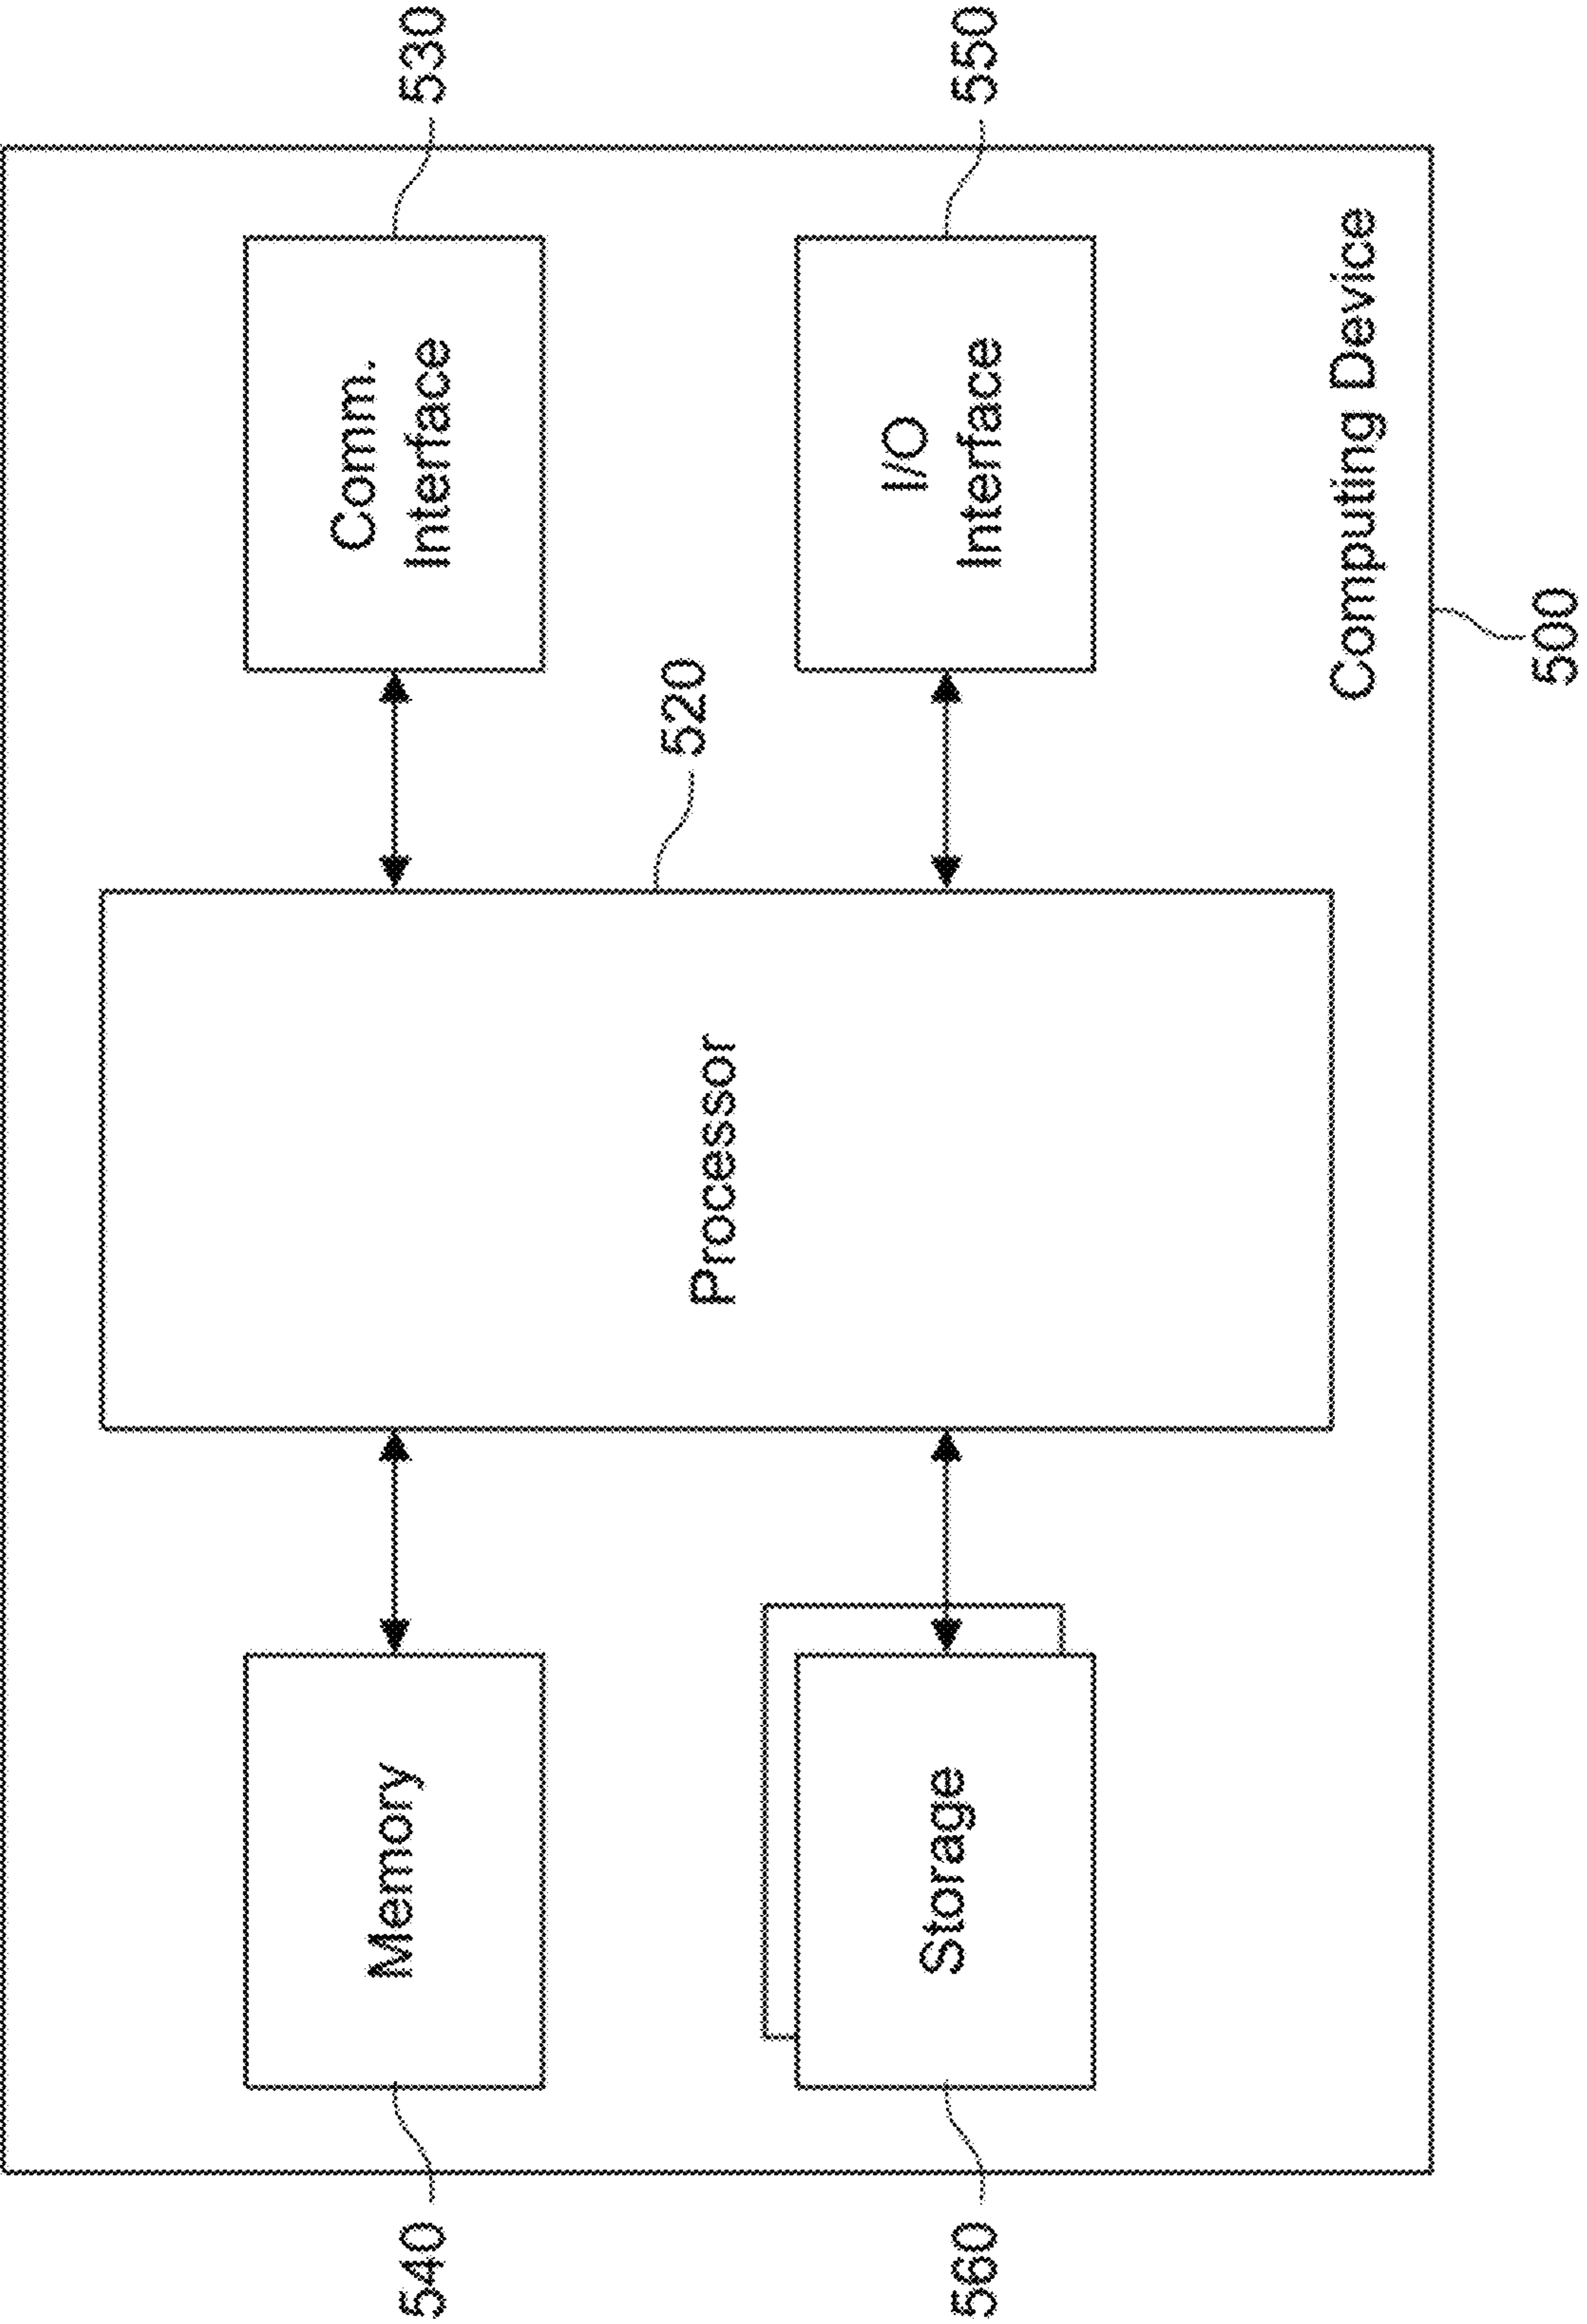 540
530
Memory
Comm.
Interface
520
Processor
560
550
Storage
I/O
Interface
Computing Device
500